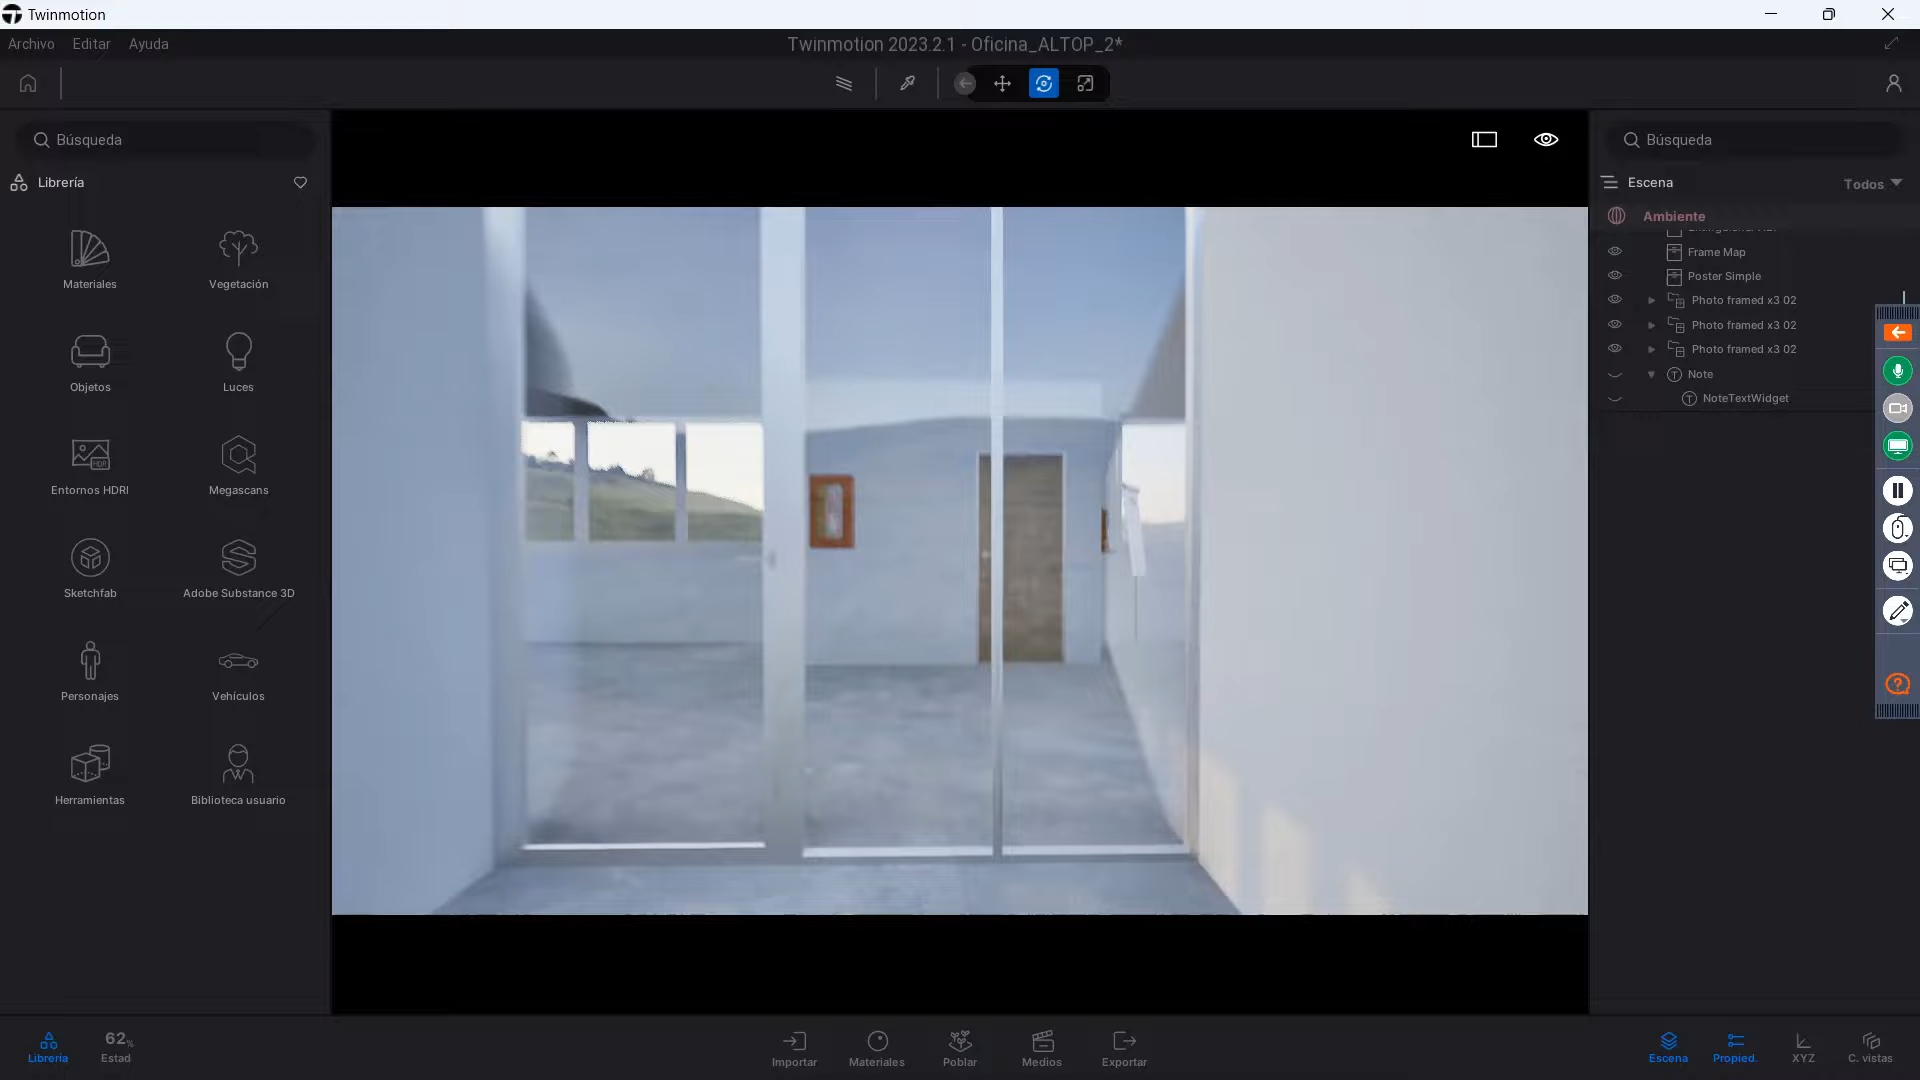 Twinmotion
Archivo Editar Ayuda
Twinmotion 2023.2.1 - Oficina_ALTOP_2*
Búsqueda
Librería
Materiales
Vegetación
Objetos
Luces
HDRI
Entornos HDRI
Megascans
Sketchfab
Adobe Substance 3D
Personajes
Vehículos
Herramientas
Biblioteca usuario
Búsqueda
Escena
Todos
Ambiente
Frame Map
Poster Simple
Photo framed x3 02
Photo framed x3 02
Photo framed x3 02
Note
NoteTextWidget
Librería
62%
Estad
Importar
Materiales
Poblar
Medios
Exportar
Escena
Propied.
XYZ
C. vistas